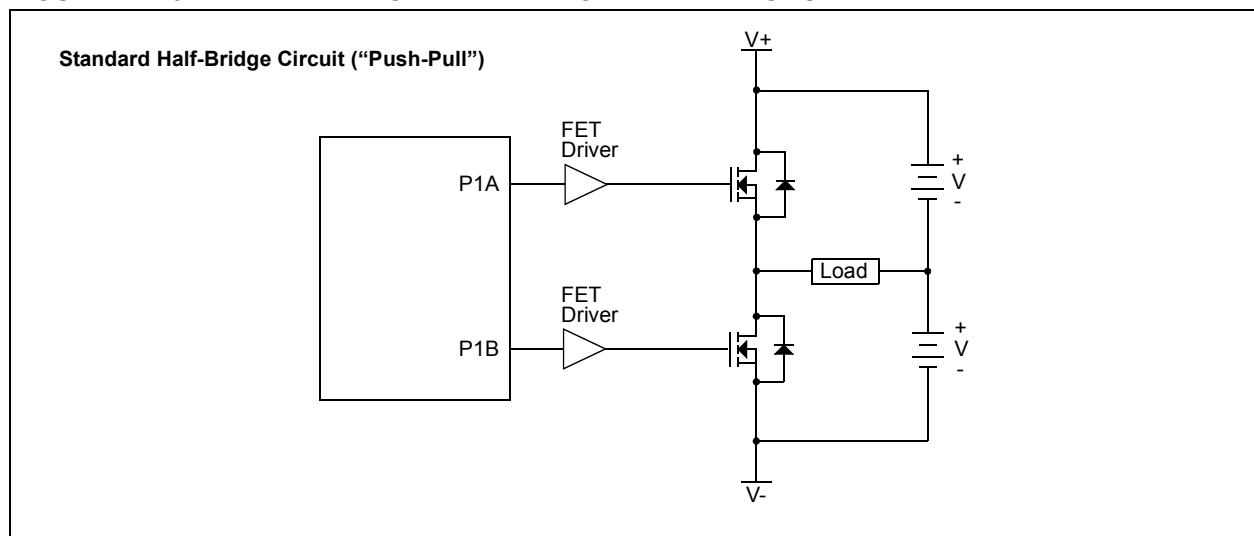 Standard Half-Bridge Circuit (“Push-Pull”)
V+
FET
Driver
P1A
+
V
-
Load
FET
Driver
P1B
+
V
-
V-